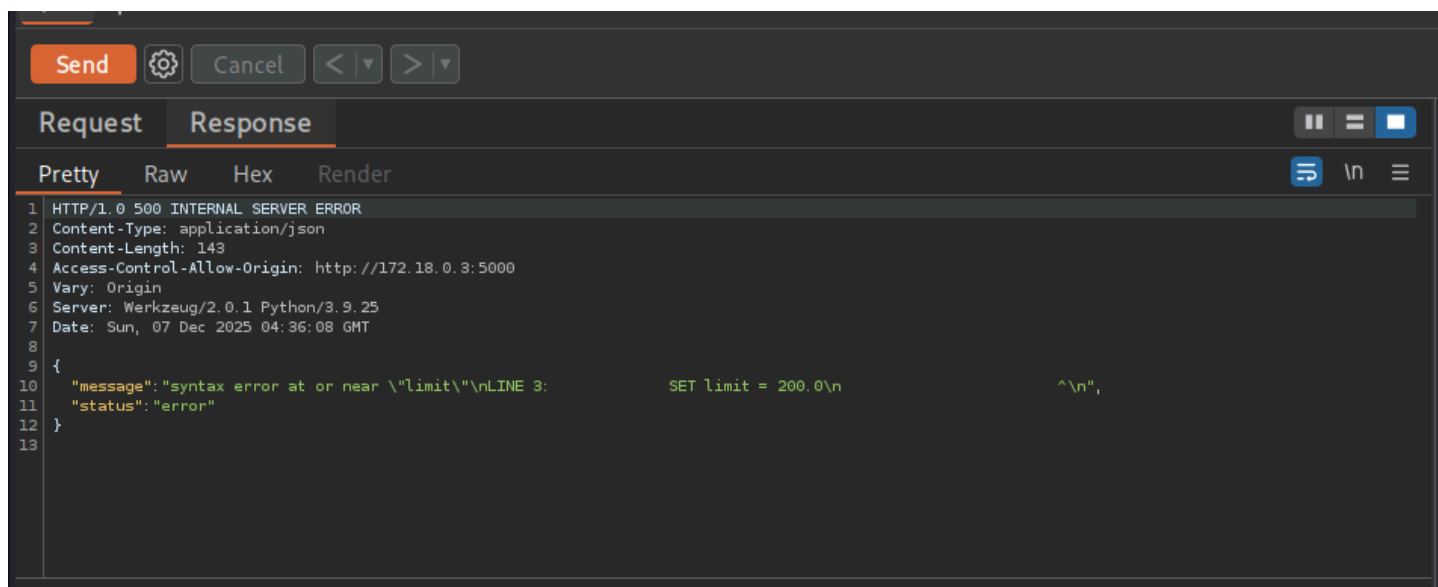 Send Cancel < >
Request Response
Pretty Raw Hex Render \n
1 HTTP/1.0 500 INTERNAL SERVER ERROR
2 Content-Type: application/json
3 Content-Length: 143
4 Access-Control-Allow-Origin: http://172.18.0.3:5000
5 Vary: Origin
6 Server: Werkzeug/2.0.1 Python/3.9.25
7 Date: Sun, 07 Dec 2025 04:36:08 GMT
8
9 {
10 "message":"syntax error at or near \"limit\"\nLINE 3:                SET limit = 200.0\n                            ^\n",
11 "status":"error"
12 }
13